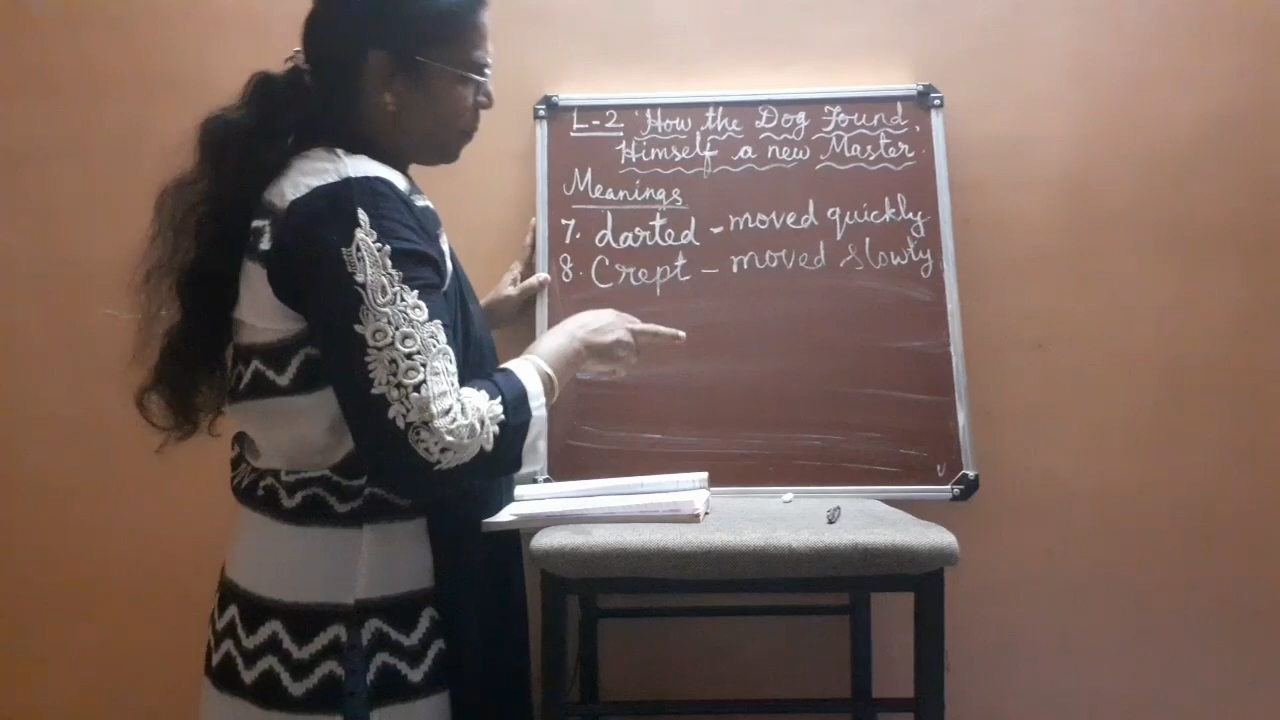 L-2 'How the Dog Found,
Himself a new Master
Meanings
7. darted - moved quickly
8. Crept - moved slowly